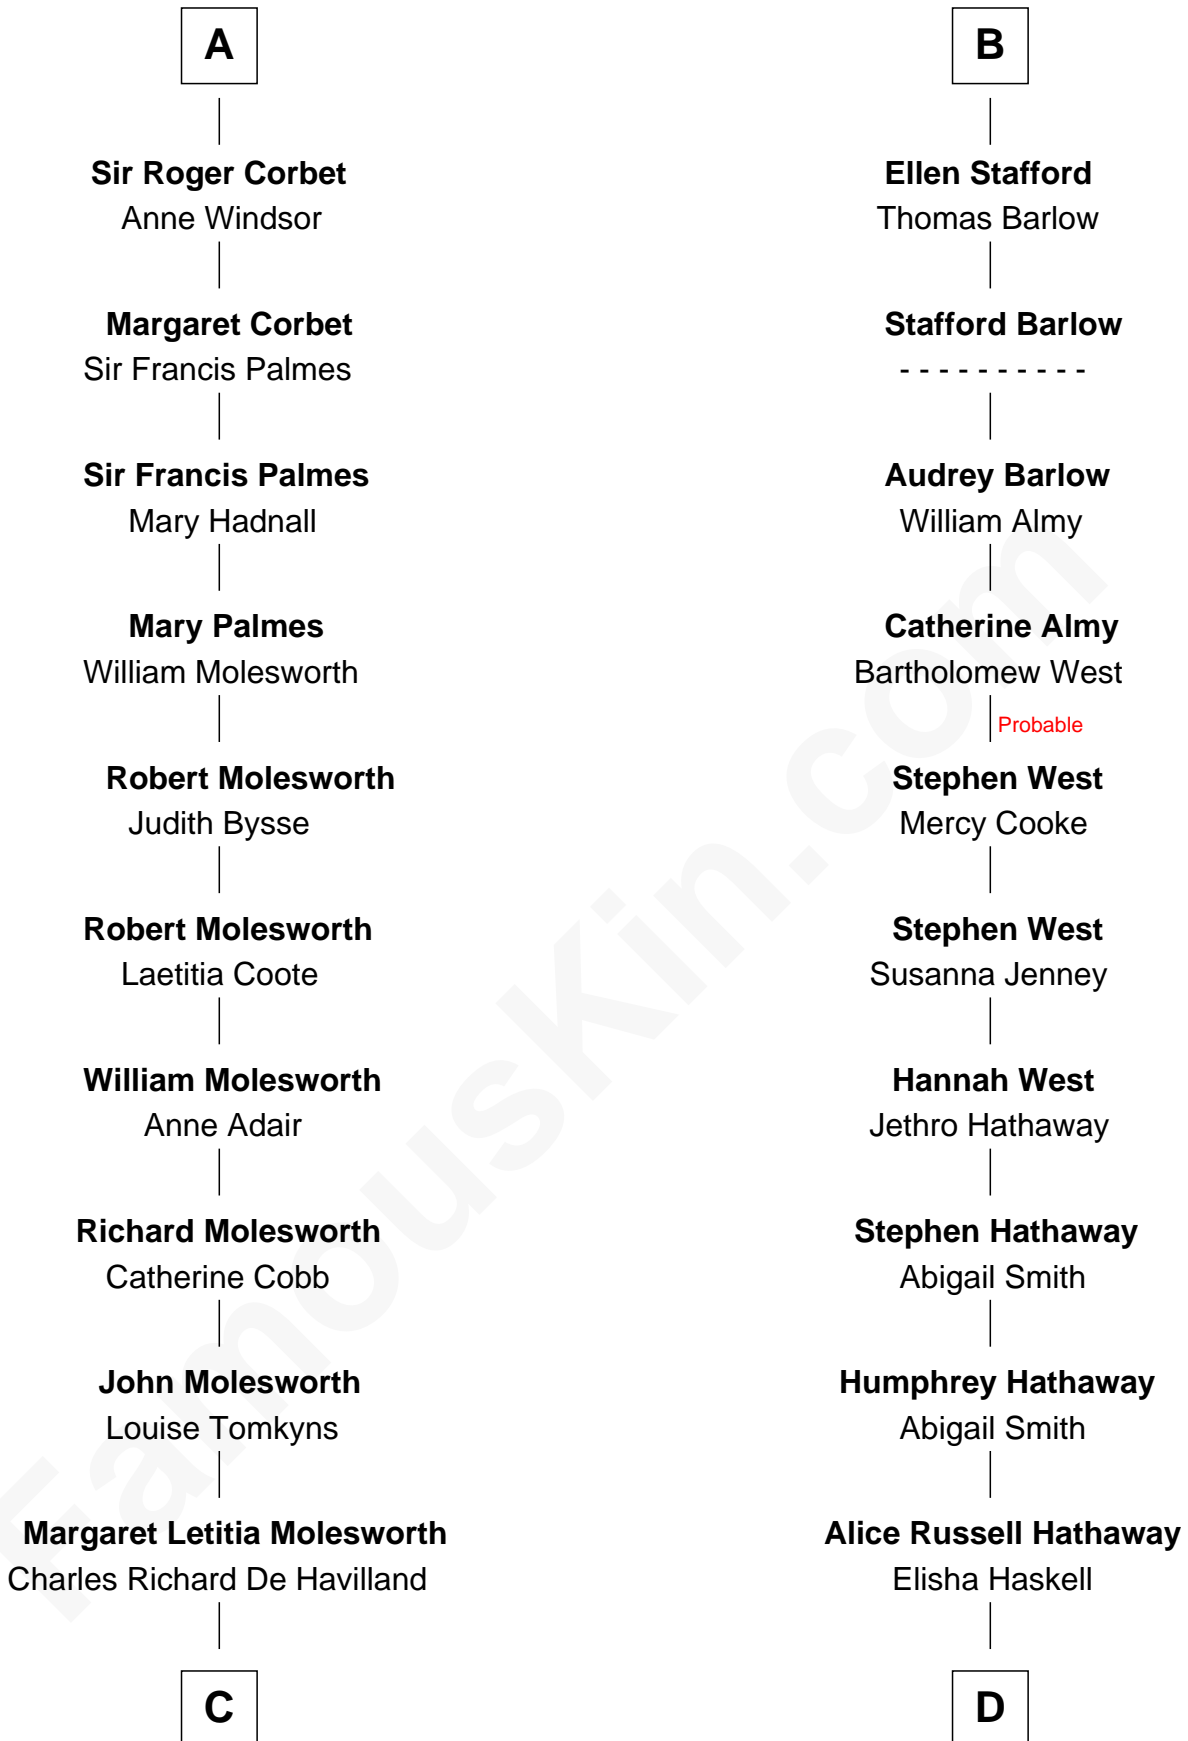 A
Sir Roger Corbet
Anne Windsor
Margaret Corbet
Sir Francis Palmes
Sir Francis Palmes
Mary Hadnall
Mary Palmes
William Molesworth
Robert Molesworth
Judith Bysse
Robert Molesworth
Laetitia Coote
William Molesworth
Anne Adair
Richard Molesworth
Catherine Cobb
John Molesworth
Louise Tomkyns
Margaret Letitia Molesworth
Charles Richard De Havilland
C
B
Ellen Stafford
Thomas Barlow
Stafford Barlow
- - - - - - - - - -
Audrey Barlow
William Almy
Catherine Almy
Bartholomew West
Probable
Stephen West
Mercy Cooke
Stephen West
Susanna Jenney
Hannah West
Jethro Hathaway
Stephen Hathaway
Abigail Smith
Humphrey Hathaway
Abigail Smith
Alice Russell Hathaway
Elisha Haskell
D
FamousKin.com